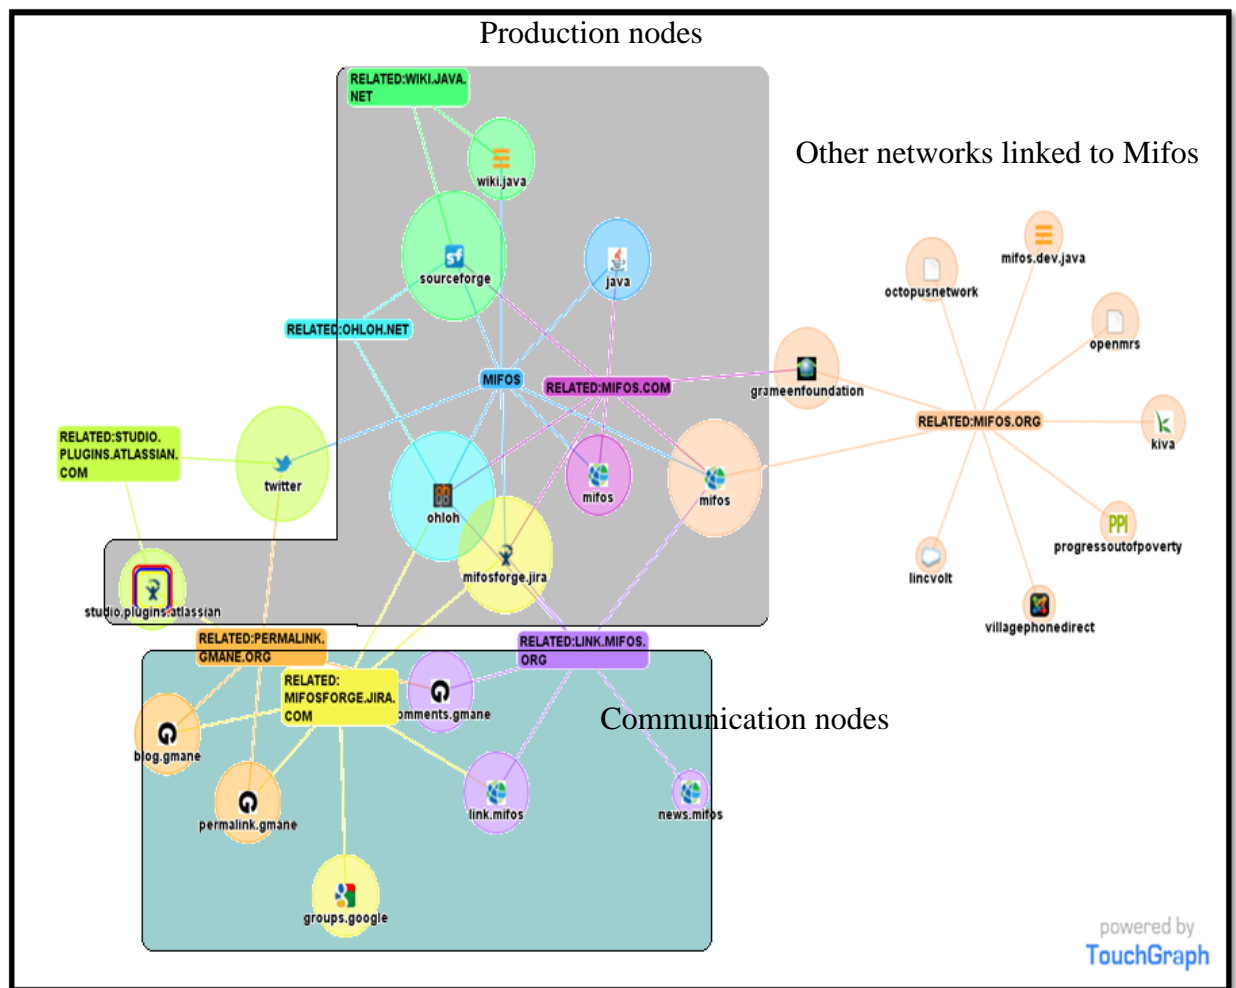 Production nodes
RELATED:WIKI.JAVA.
NET
Other networks linked to Mifos
wiki.java
sf
sourceforge
java
mifos.dev.java
octopusnetwork
openmrs
RELATED:OHLOH.NET
MIFOS
RELATED:MIFOS.COM
grameenfoundation
RELATED:MIFOS.ORG
kiva
RELATED:STUDIO.
PLUGINS.ATLASSIAN.
COM
twitter
ohloh
mifos
mifos
PPI
progressoutofpoverty
mifosforge.jira
lincvolt
studio.plugins.atlassian
villagephonedirect
RELATED:PERMALINK.
GMANE.ORG
RELATED:LINK.MIFOS.
ORG
RELATED:
MIFOSFORGE.JIRA.
COM
omments.gmane
Communication nodes
blog.gmane
permalink.gmane
link.mifos
news.mifos
groups.google
powered by
TouchGraph